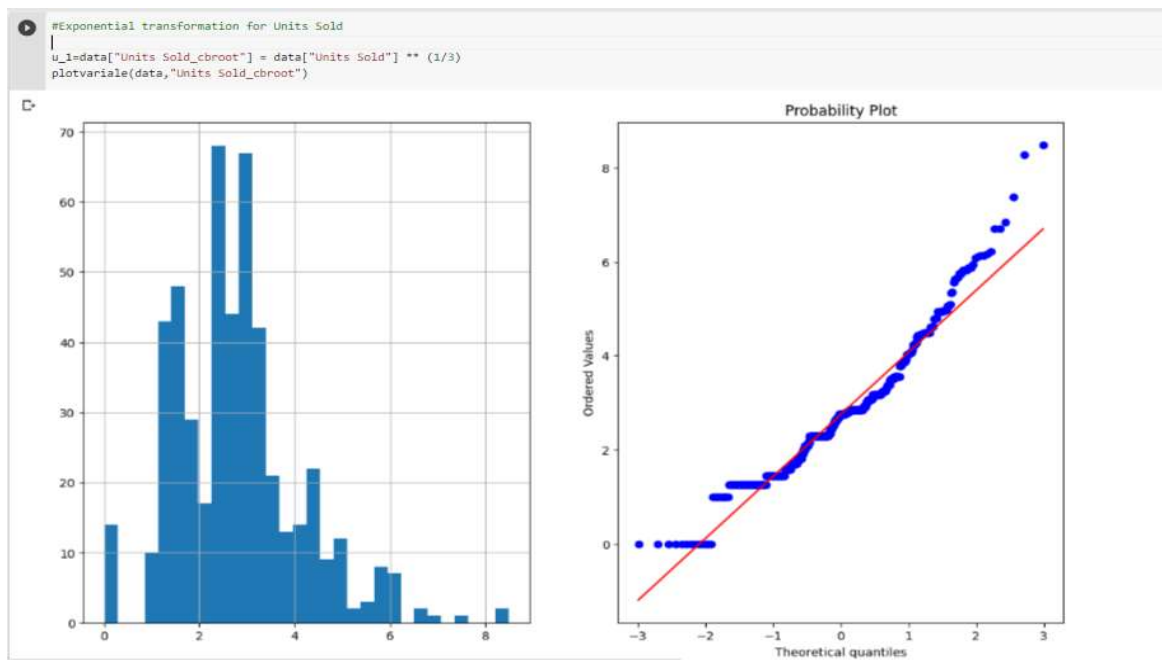 #Exponential transformation for Units Sold
u_1=data["Units Sold_cbroot"] = data["Units Sold"] ** (1/3)
plotvariale(data,"Units Sold_cbroot")
70
60
50
40
30
20
10
0
0 2 4 6 8
Probability Plot
Ordered Values
8
6
4
2
0
−3 −2 −1 0 1 2 3
Theoretical quantiles